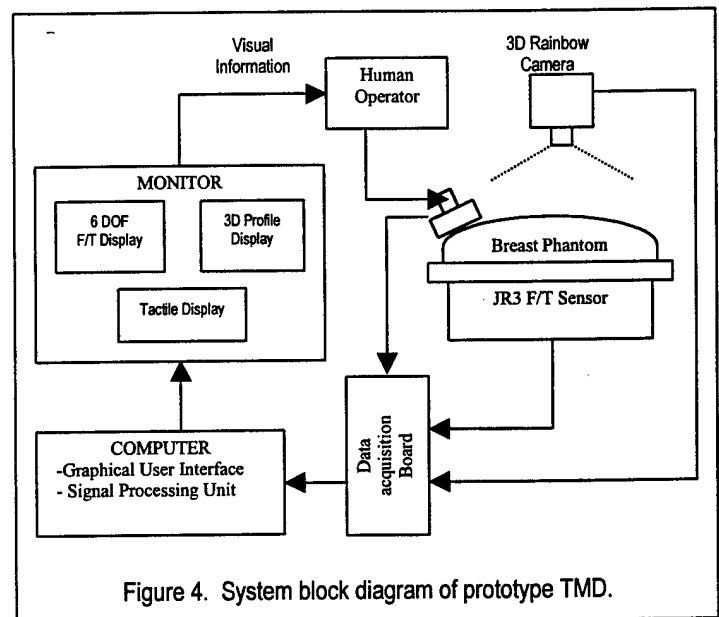 Visual
Information
3D Rainbow
Camera
Human
Operator
MONITOR
6 DOF
F/T Display
3D Profile
Display
Tactile Display
Breast Phantom
JR3 F/T Sensor
Data
acquisition
Board
COMPUTER
-Graphical User Interface
- Signal Processing Unit
Figure 4. System block diagram of prototype TMD.